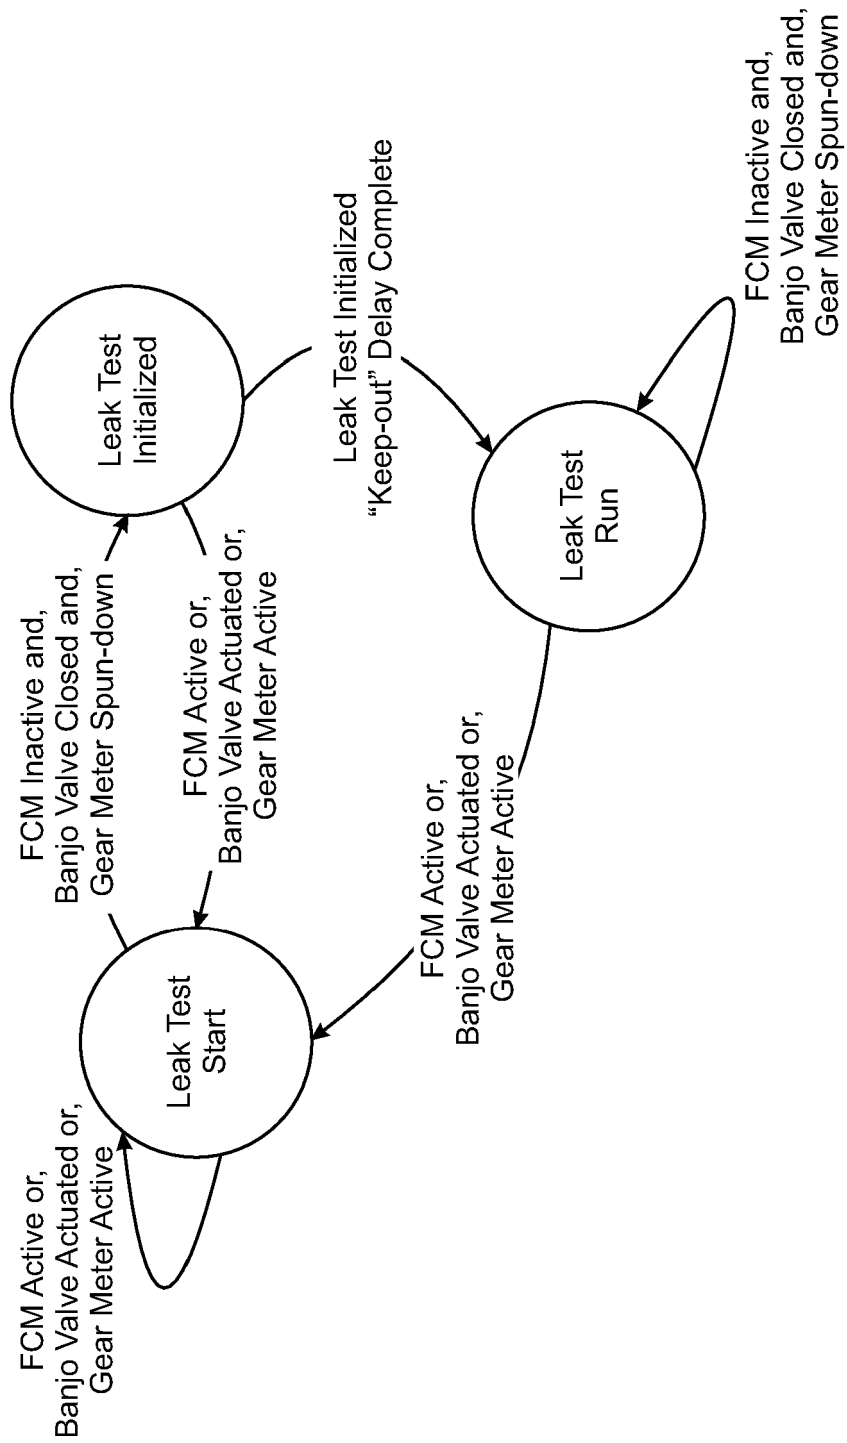 FCM Active or,
Banjo Valve Actuated or,
Gear Meter Active
Leak Test
Start
FCM Inactive and,
Banjo Valve Closed and,
Gear Meter Spun-down
FCM Active or,
Banjo Valve Actuated or,
Gear Meter Active
Leak Test
Initialized
Leak Test Initialized
“Keep-out” Delay Complete
FCM Active or,
Banjo Valve Actuated or,
Gear Meter Active
Leak Test
Run
FCM Inactive and,
Banjo Valve Closed and,
Gear Meter Spun-down